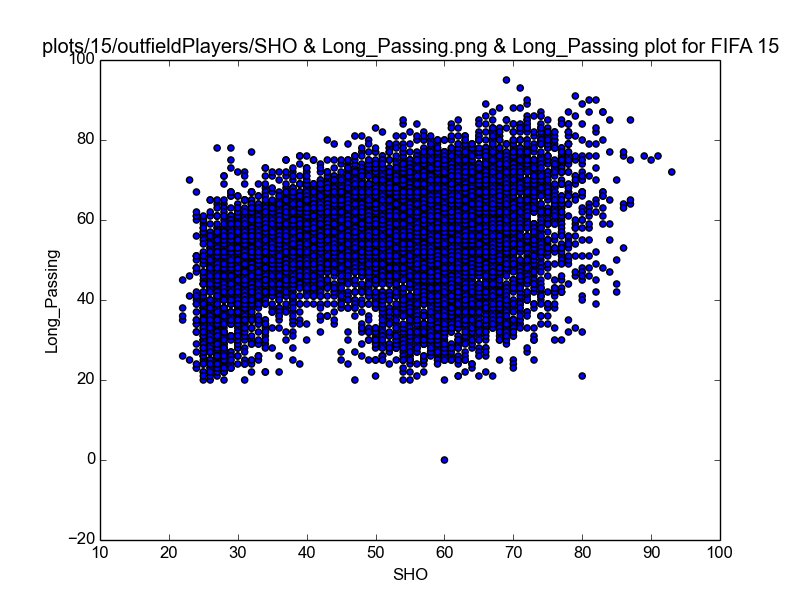 plots/15/outfieldPlayers/SHO & Long_Passing.png & Long_Passing plot for FIFA 15
100
80
60
40
20
0
−20
Long_Passing
10 20 30 40 50 60 70 80 90 100
SHO